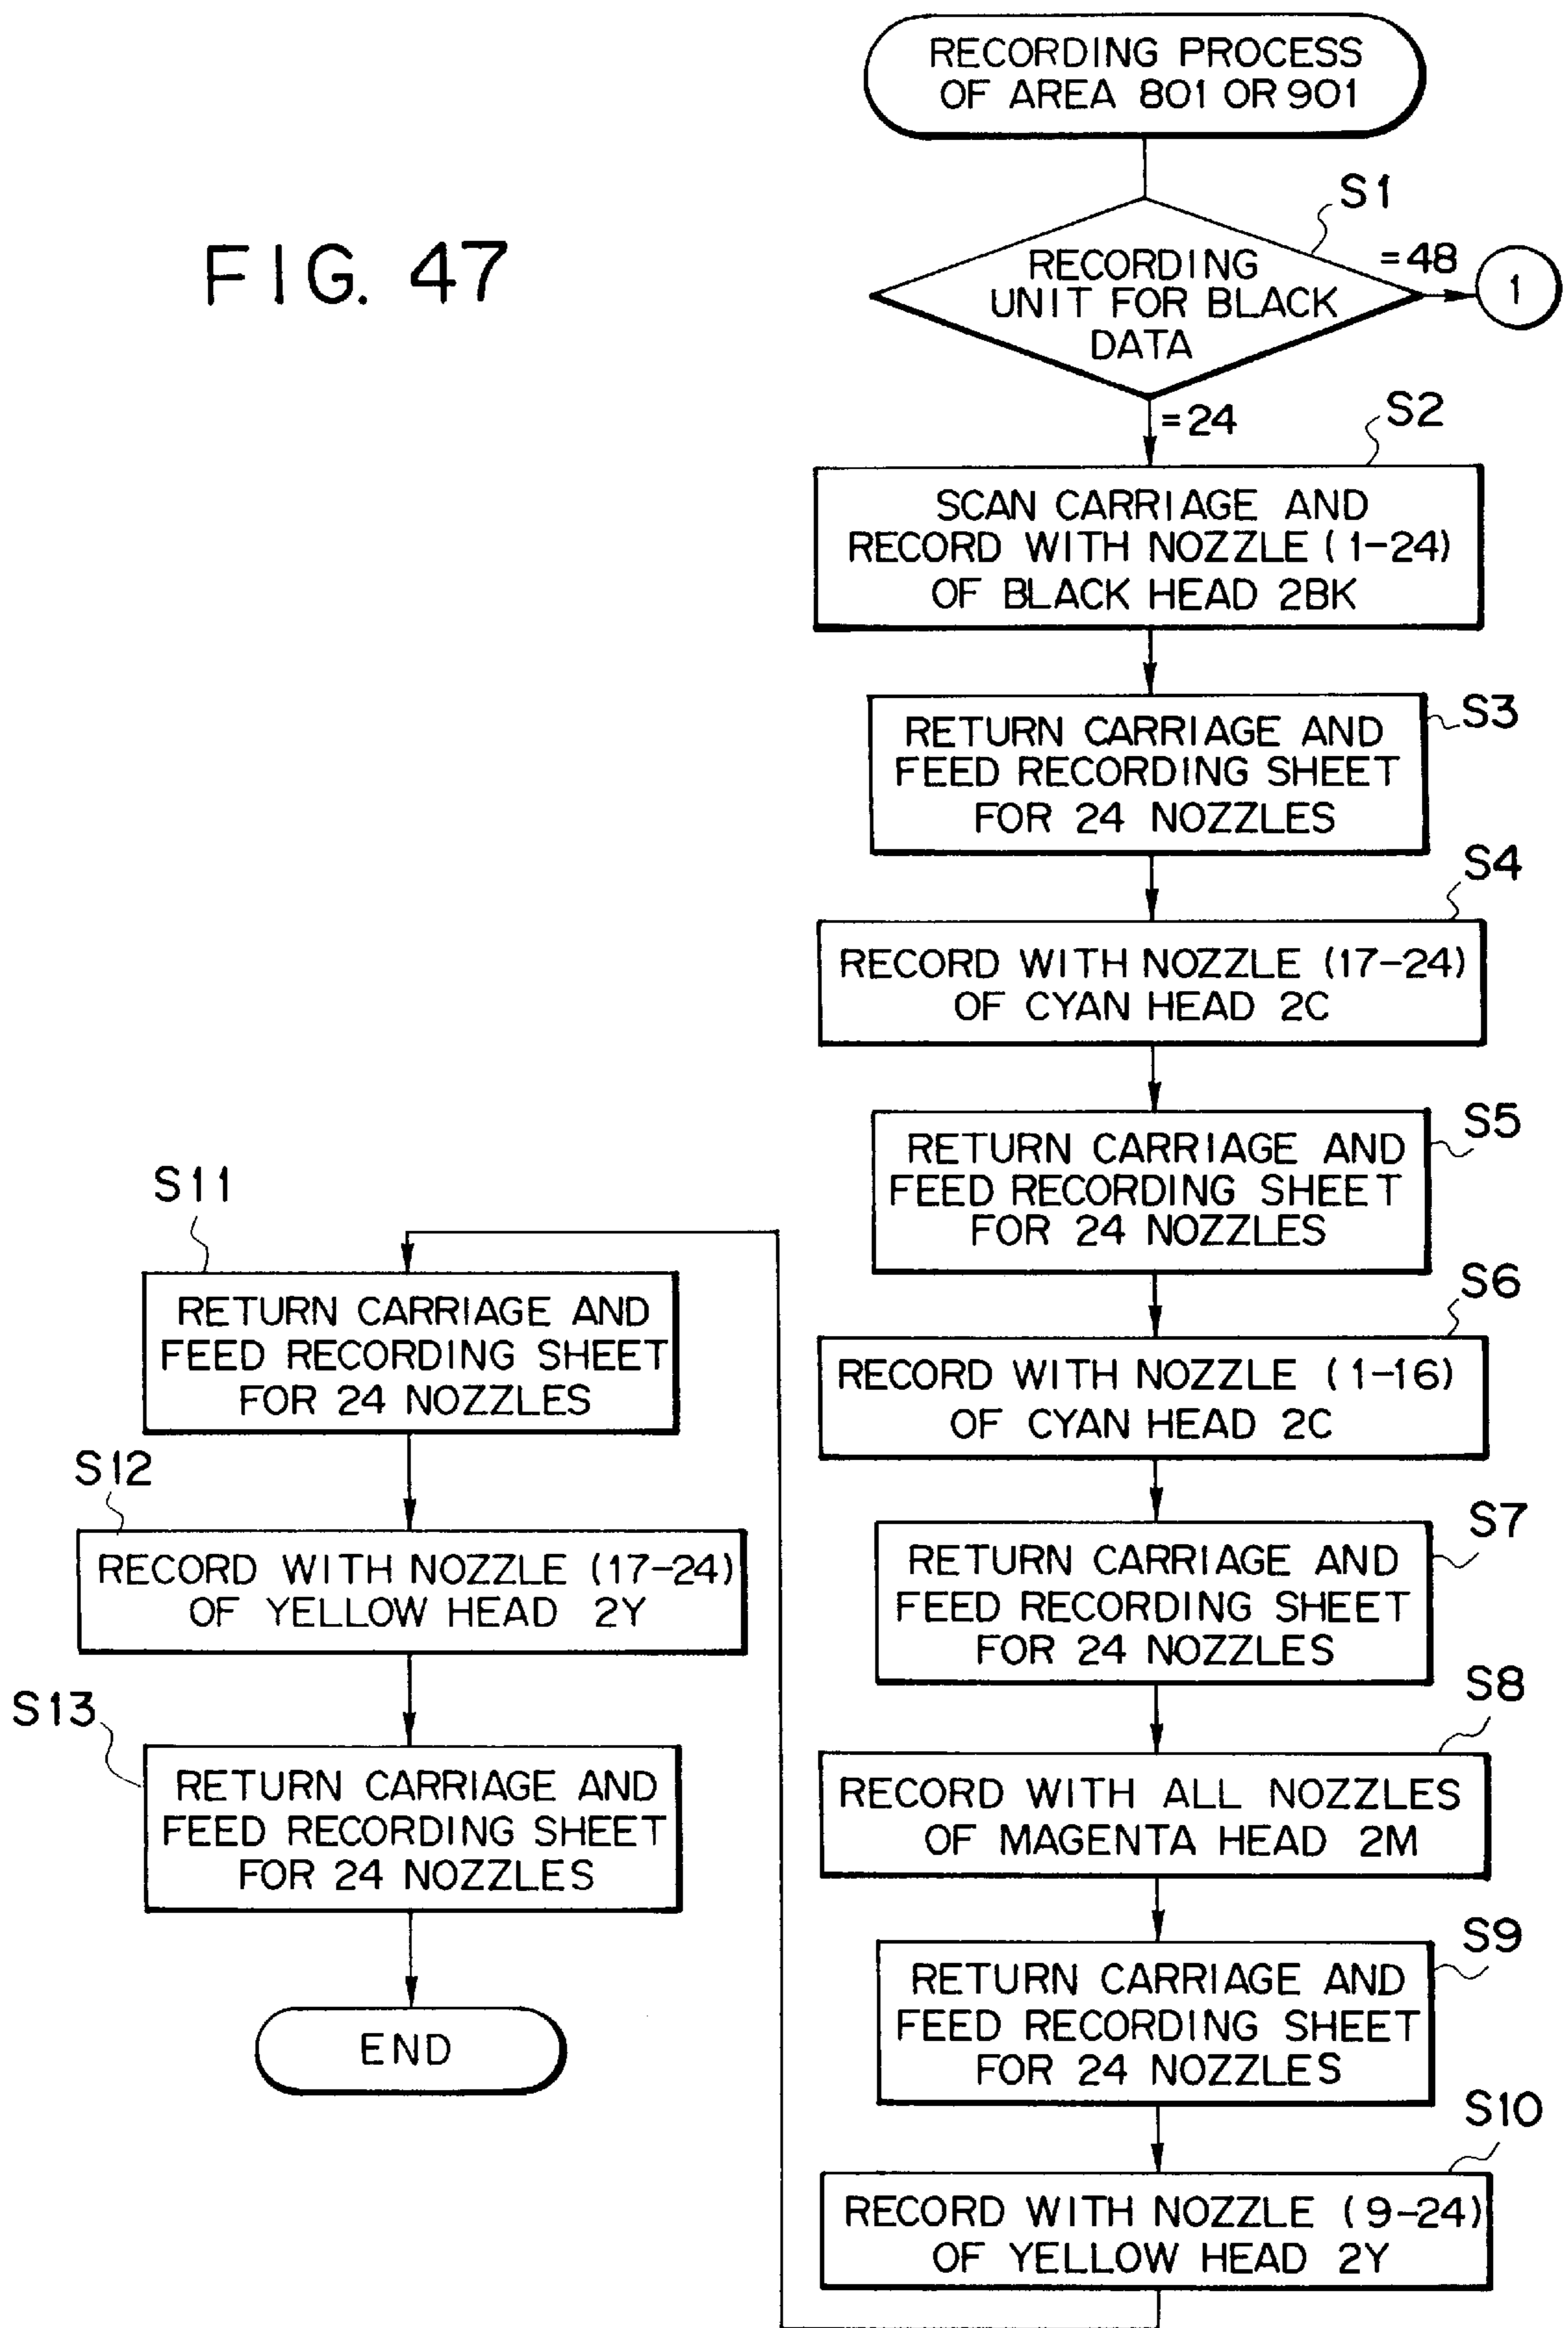 FIG. 47
RECORDING PROCESS
OF AREA 801 OR 901
S1
RECORDING
UNIT FOR BLACK
DATA
=48
1
=24
S2
SCAN CARRIAGE AND
RECORD WITH NOZZLE (1-24)
OF BLACK HEAD 2BK
S3
RETURN CARRIAGE AND
FEED RECORDING SHEET
FOR 24 NOZZLES
S4
RECORD WITH NOZZLE (17-24)
OF CYAN HEAD 2C
S5
RETURN CARRIAGE AND
FEED RECORDING SHEET
FOR 24 NOZZLES
S6
RECORD WITH NOZZLE (1-16)
OF CYAN HEAD 2C
S7
RETURN CARRIAGE AND
FEED RECORDING SHEET
FOR 24 NOZZLES
S8
RECORD WITH ALL NOZZLES
OF MAGENTA HEAD 2M
S9
RETURN CARRIAGE AND
FEED RECORDING SHEET
FOR 24 NOZZLES
S10
RECORD WITH NOZZLE (9-24)
OF YELLOW HEAD 2Y
S11
RETURN CARRIAGE AND
FEED RECORDING SHEET
FOR 24 NOZZLES
S12
RECORD WITH NOZZLE (17-24)
OF YELLOW HEAD 2Y
S13
RETURN CARRIAGE AND
FEED RECORDING SHEET
FOR 24 NOZZLES
END